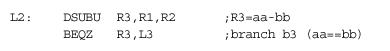 L2: DSUBU R3,R1,R2 ;R3=aa-bb
BEQZ R3,L3 ;branch b3 (aa==bb)